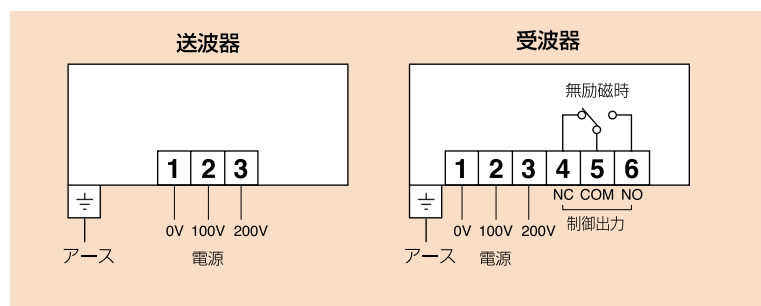 送波器
1 2 3
0V 100V 200V
アース
電源
受波器
無励磁時
1 2 3 4 5 6
NC COM NO
0V 100V 200V
制御出力
アース
電源